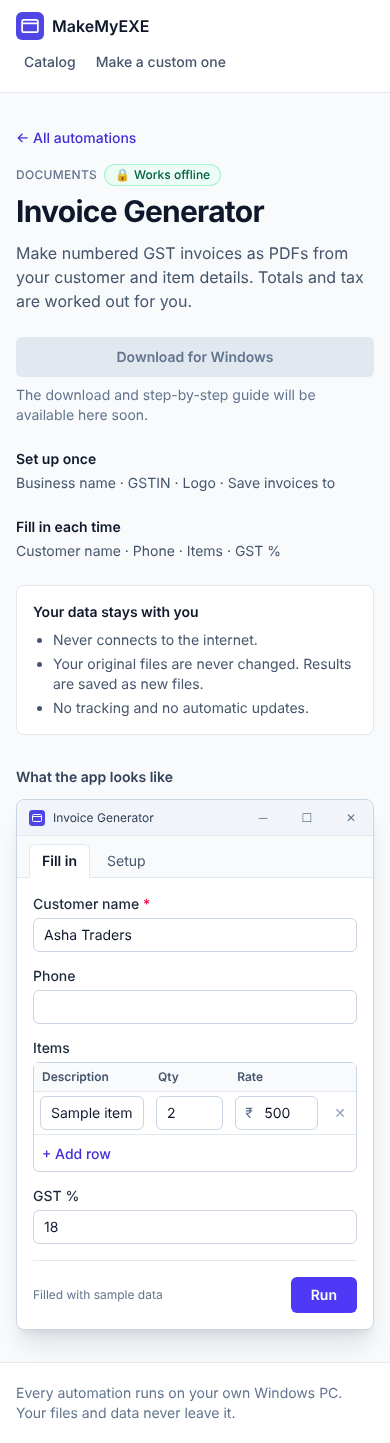 MakeMyEXE
Catalog Make a custom one
← All automations
DOCUMENTS 🔒 Works offline
Invoice Generator
Make numbered GST invoices as PDFs from
your customer and item details. Totals and tax
are worked out for you.
Download for Windows
The download and step-by-step guide will be
available here soon.
Set up once
Business name · GSTIN · Logo · Save invoices to
Fill in each time
Customer name · Phone · Items · GST %
Your data stays with you
• Never connects to the internet.
• Your original files are never changed. Results
are saved as new files.
• No tracking and no automatic updates.
What the app looks like
Invoice Generator — ☐ ✕
Fill in Setup
Customer name *
Asha Traders
Phone
Items
Description Qty Rate
Sample item 2 ₹ 500 ✕
+ Add row
GST %
18
Filled with sample data Run
Every automation runs on your own Windows PC.
Your files and data never leave it.